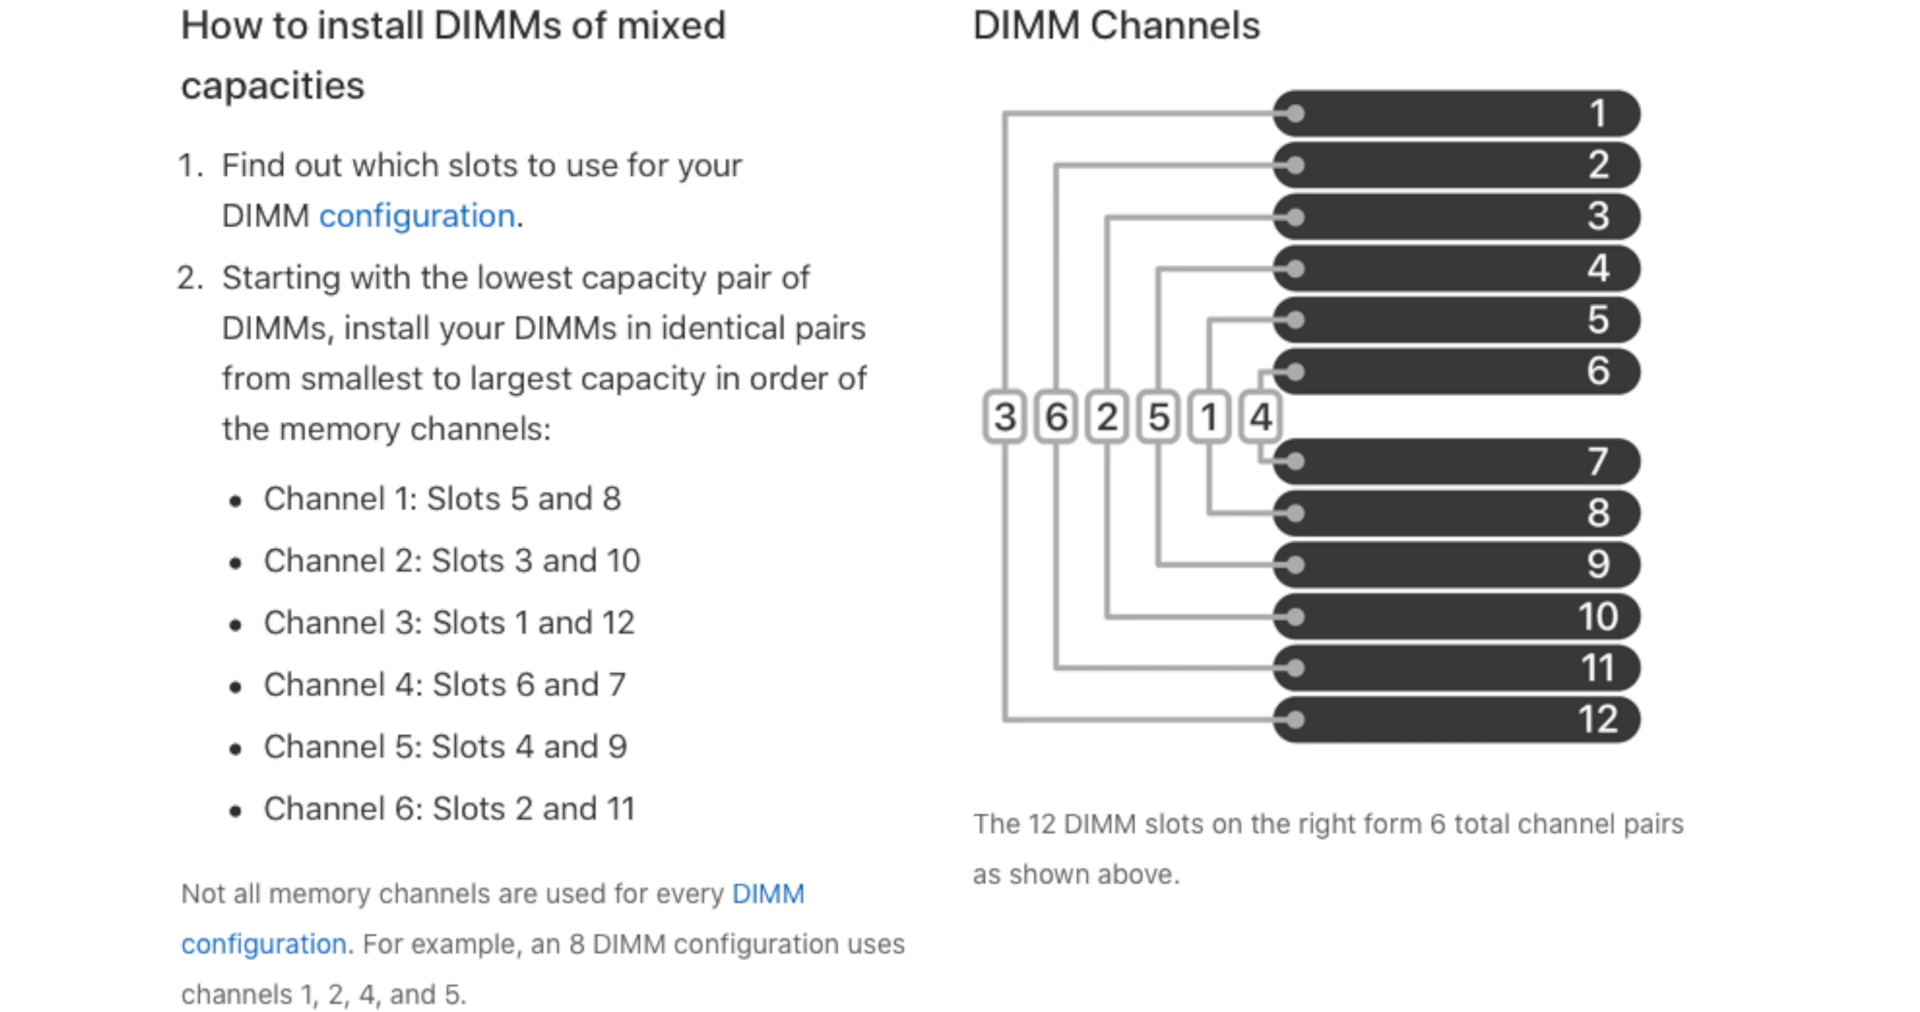 How to install DIMMs of mixed
capacities
1. Find out which slots to use for your
DIMM configuration.
2. Starting with the lowest capacity pair of
DIMMs, install your DIMMs in identical pairs
from smallest to largest capacity in order of
the memory channels:
• Channel 1: Slots 5 and 8
• Channel 2: Slots 3 and 10
• Channel 3: Slots 1 and 12
• Channel 4: Slots 6 and 7
• Channel 5: Slots 4 and 9
• Channel 6: Slots 2 and 11
Not all memory channels are used for every DIMM
configuration. For example, an 8 DIMM configuration uses
channels 1, 2, 4, and 5.
DIMM Channels
1
2
3
4
5
6
3 6 2 5 1 4
7
8
9
10
11
12
The 12 DIMM slots on the right form 6 total channel pairs
as shown above.